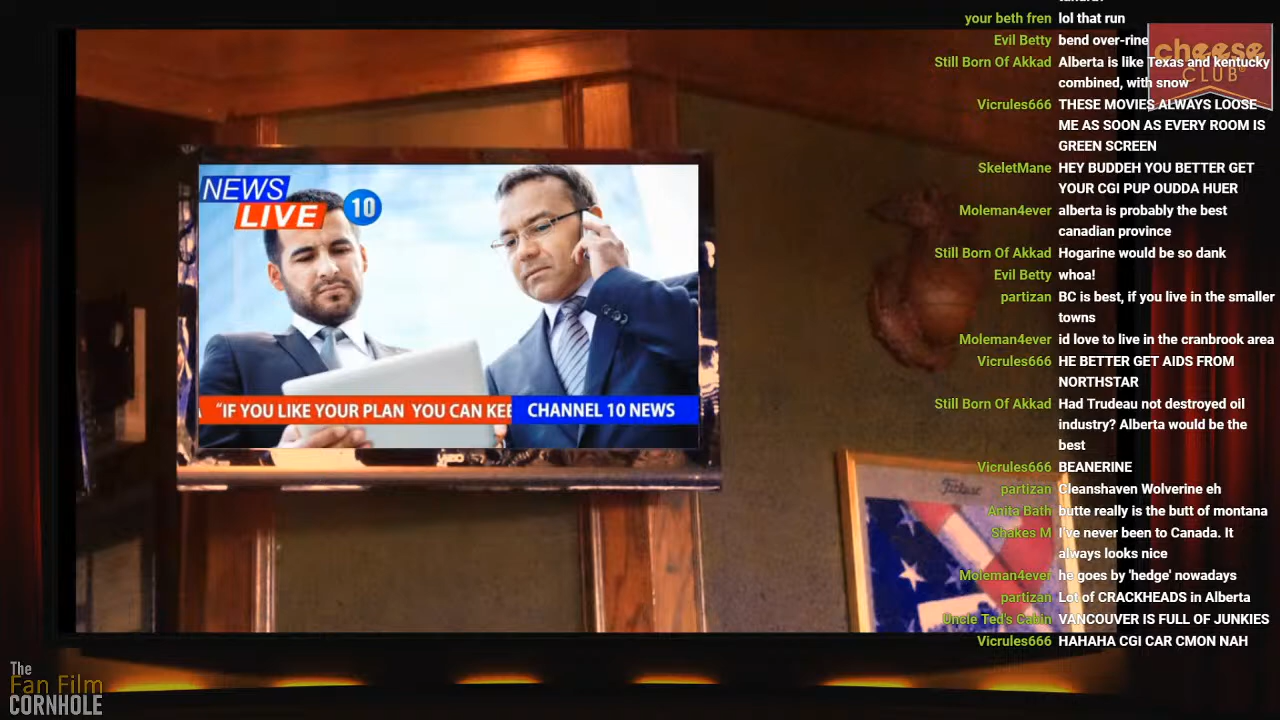 your beth fren lol that run
Evil Betty bend over-rine
Still Born Of Akkad Alberta is like Texas and kentucky
combined, with snow
Vicrules666 THESE MOVIES ALWAYS LOOSE
ME AS SOON AS EVERY ROOM IS
GREEN SCREEN
SkeletMane HEY BUDDEH YOU BETTER GET
YOUR CGI PUP OUDDA HUER
Moleman4ever alberta is probably the best
canadian province
Still Born Of Akkad Hogarine would be so dank
Evil Betty whoa!
partizan BC is best, if you live in the smaller
towns
Moleman4ever id love to live in the cranbrook area
Vicrules666 HE BETTER GET AIDS FROM
NORTHSTAR
Still Born Of Akkad Had Trudeau not destroyed oil
industry? Alberta would be the
best
Vicrules666 BEANERINE
partizan Cleanshaven Wolverine eh
Anita Bath butte really is the butt of montana
Shakes M I've never been to Canada. It
always looks nice
Moleman4ever he goes by 'hedge' nowadays
partizan Lot of CRACKHEADS in Alberta
Uncle Ted's Cabin VANCOUVER IS FULL OF JUNKIES
Vicrules666 HAHAHA CGI CAR CMON NAH
cheese
CLUB
NEWS
LIVE
10
"IF YOU LIKE YOUR PLAN YOU CAN KEE
CHANNEL 10 NEWS
The
Fan Film
CORNHOLE